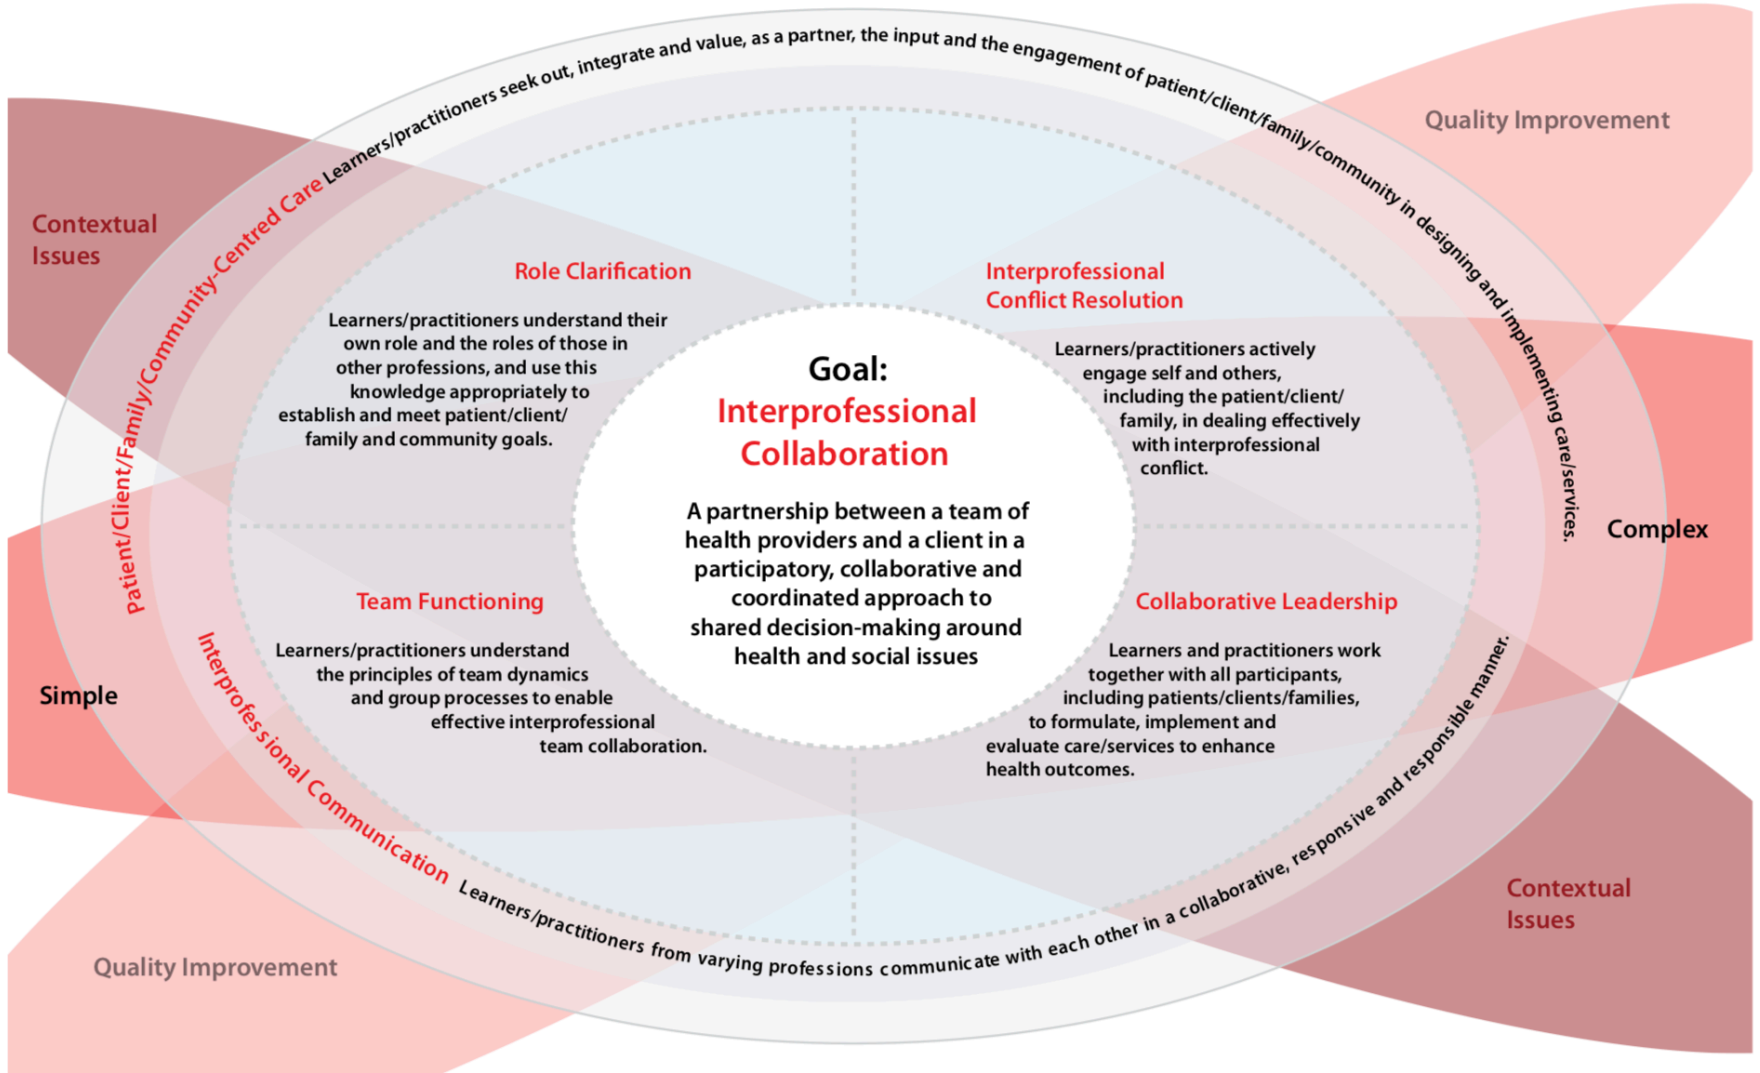 Patient/Client/Family/Community-Centred Care Learners/practitioners seek out, integrate and value, as a partner, the input and the engagement of patient/client/family/community in designing and implementing care/services.
Quality Improvement
Contextual
Issues
Role Clarification
Learners/practitioners understand their
own role and the roles of those in
other professions, and use this
knowledge appropriately to
establish and meet patient/client/
family and community goals.
Interprofessional
Conflict Resolution
Learners/practitioners actively
engage self and others,
including the patient/client/
family, in dealing effectively
with interprofessional
conflict.
Goal:
Interprofessional
Collaboration
A partnership between a team of
health providers and a client in a
participatory, collaborative and
coordinated approach to
shared decision-making around
health and social issues
Complex
Simple
Team Functioning
Learners/practitioners understand
the principles of team dynamics
and group processes to enable
effective interprofessional
team collaboration.
Collaborative Leadership
Learners and practitioners work
together with all participants,
including patients/clients/families,
to formulate, implement and
evaluate care/services to enhance
health outcomes.
Interprofessional Communication Learners/practitioners from varying professions communicate with each other in a collaborative, responsive and responsible manner.
Contextual
Issues
Quality Improvement